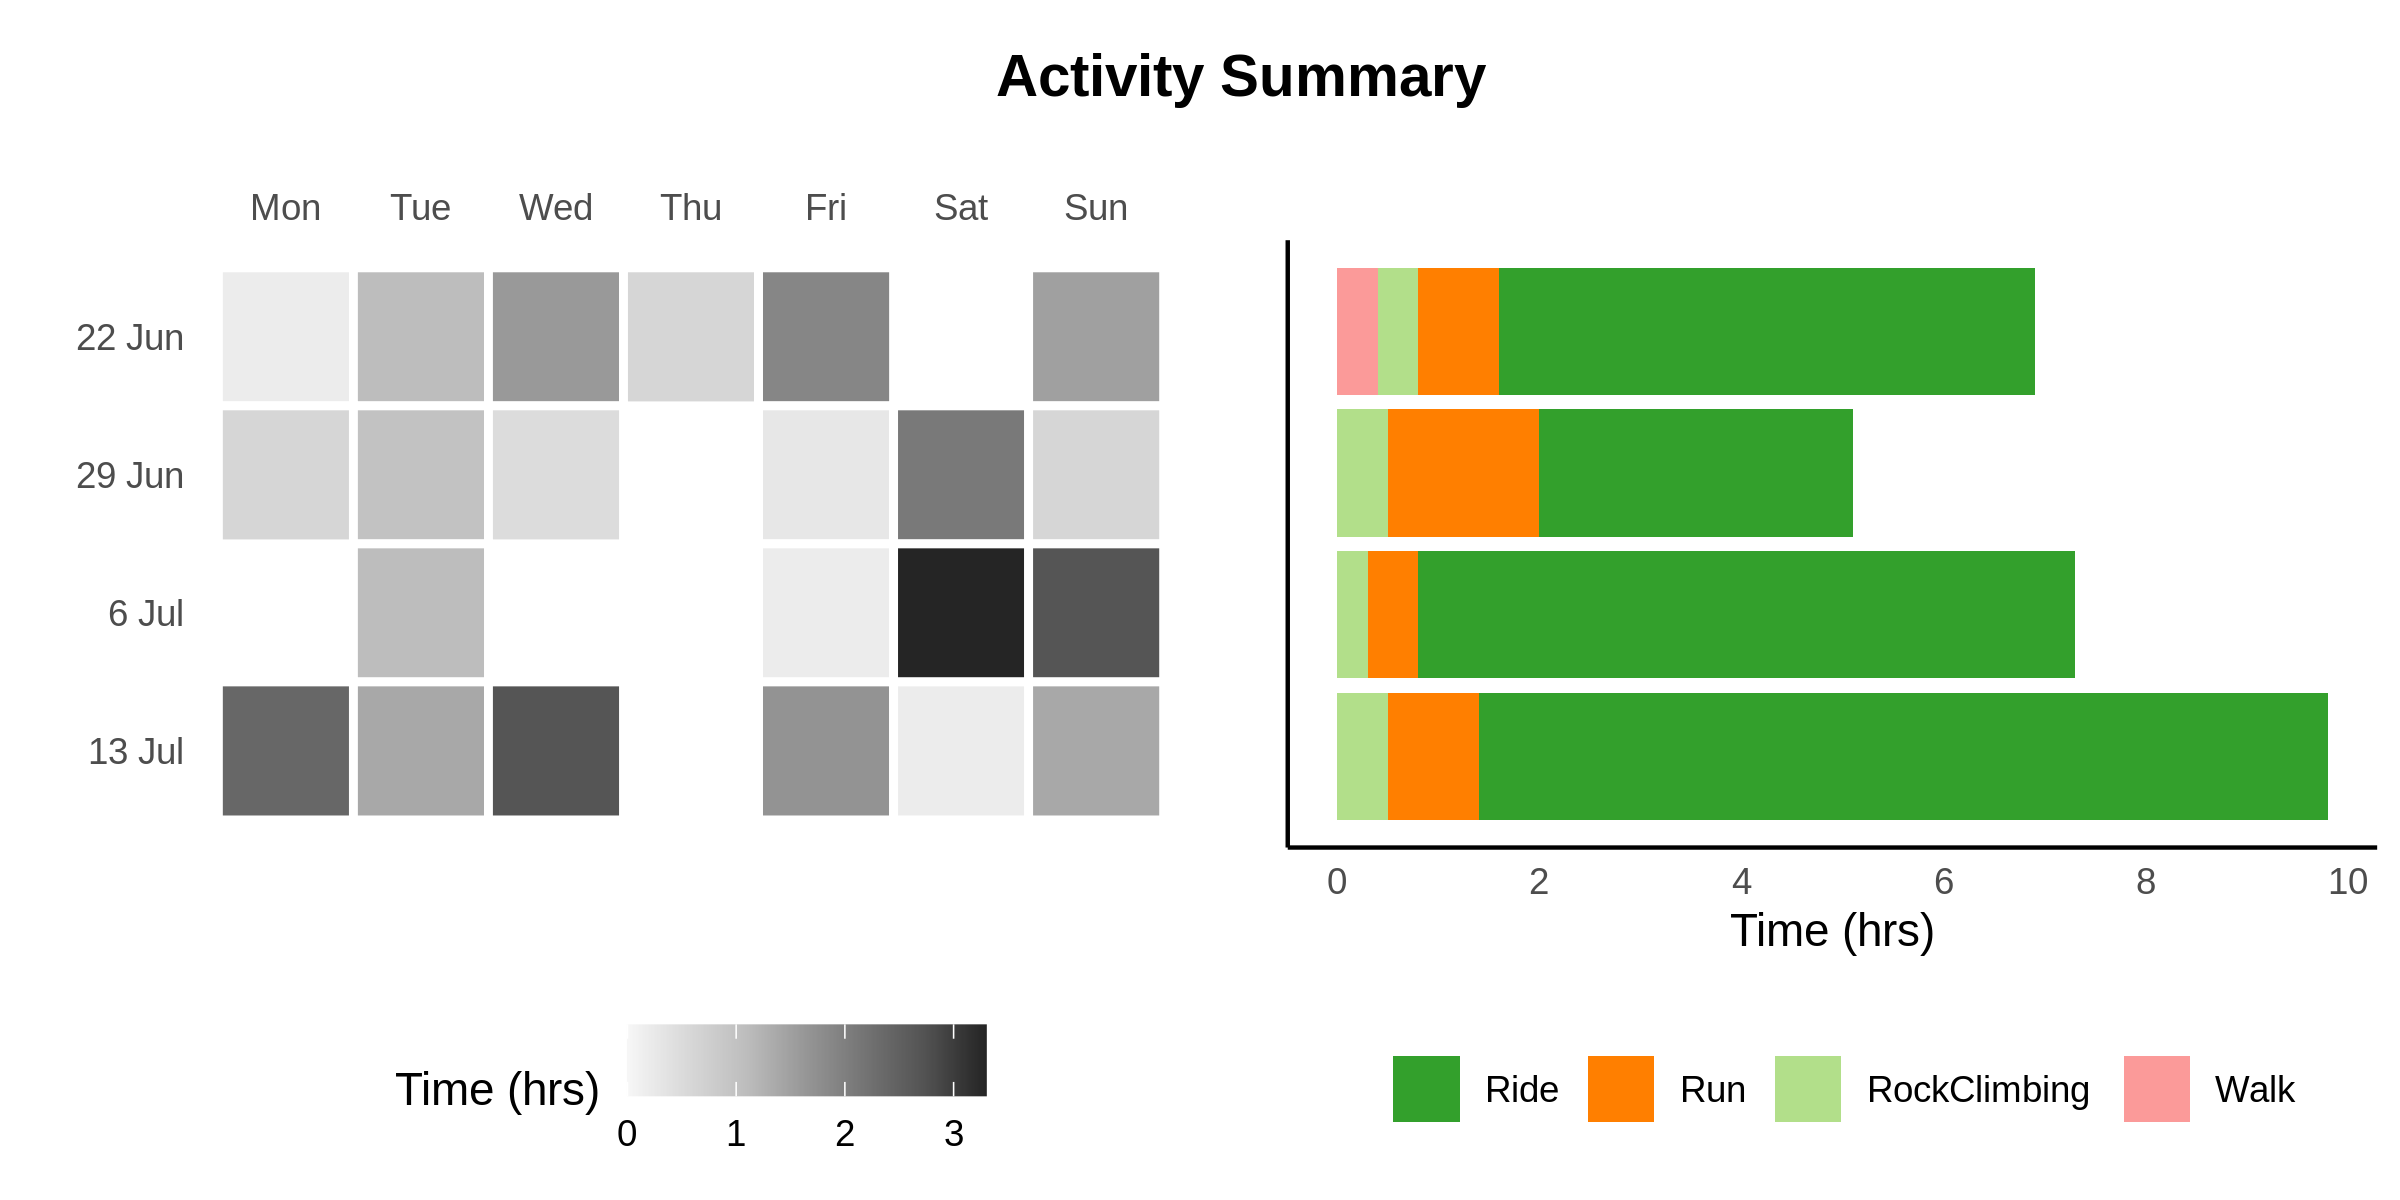 Activity Summary
Mon Tue Wed Thu Fri Sat Sun
22 Jun
29 Jun
6 Jul
13 Jul
0 2 4 6 8 10
Time (hrs)
Time (hrs)
0 1 2 3
Ride Run RockClimbing Walk